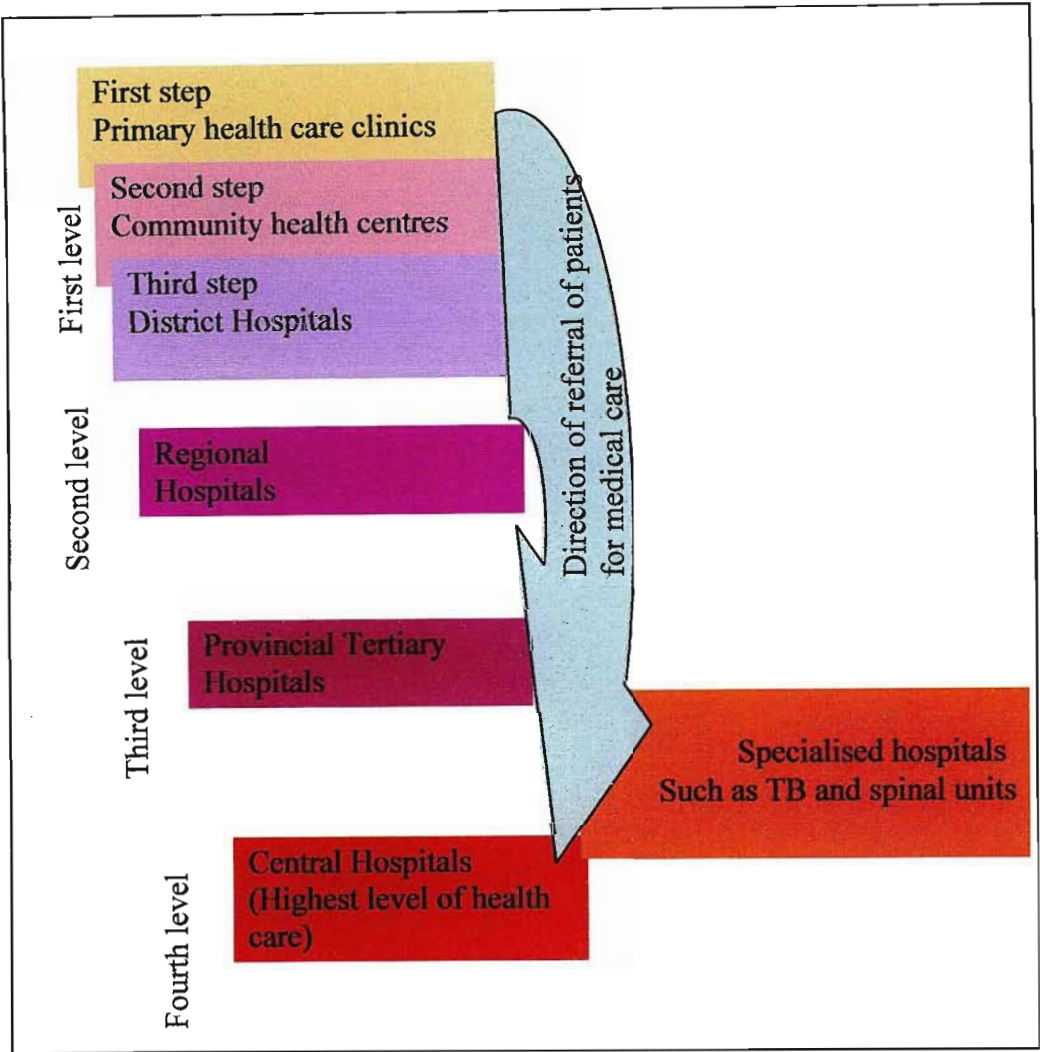 First step
Primary health care clinics
Second step
Community health centres
Third step
District Hospitals
First level
Regional
Hospitals
Second level
Provincial Tertiary
Hospitals
Third level
Central Hospitals
(Highest level of health
care)
Fourth level
Direction of referral of patients
for medical care
Specialised hospitals
Such as TB and spinal units